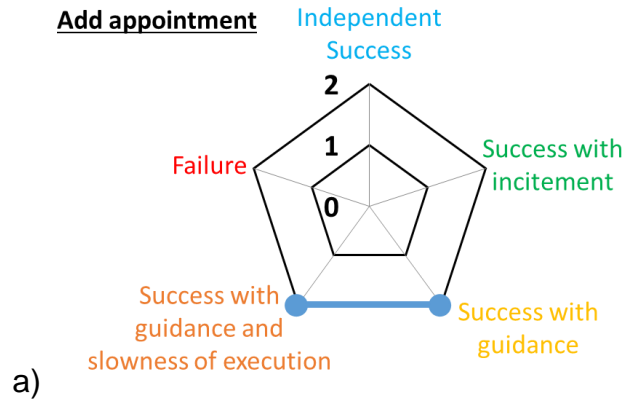 Add appointment
Independent
Success
2
1
0
Success with
incitement
Failure
Success with
guidance and
slowness of execution
Success with
guidance
a)